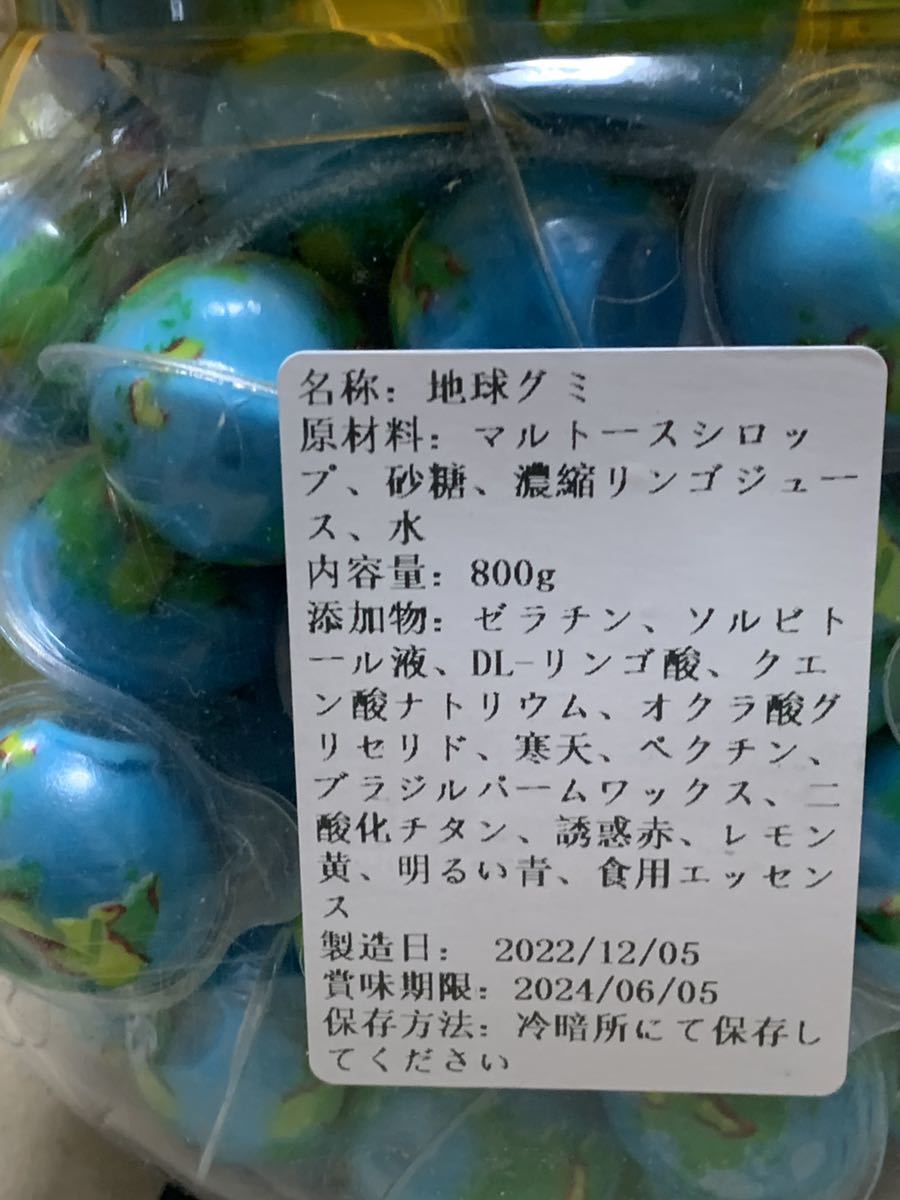 名称: 地球グミ
原材料: マルトースシロッ
プ、砂糖、濃縮リンゴジュー
ス、水
内容量: 800g
添加物: ゼラチン、ソルビト
ール液、DL-リンゴ酸、クエ
ン酸ナトリウム、オクラ酸グ
リセリド、寒天、ペクチン、
ブラジルパームワックス、二
酸化チタン、誘惑赤、レモン
黄、明るい青、食用エッセン
ス
製造日: 2022/12/05
賞味期限: 2024/06/05
保存方法: 冷暗所にて保存し
てください